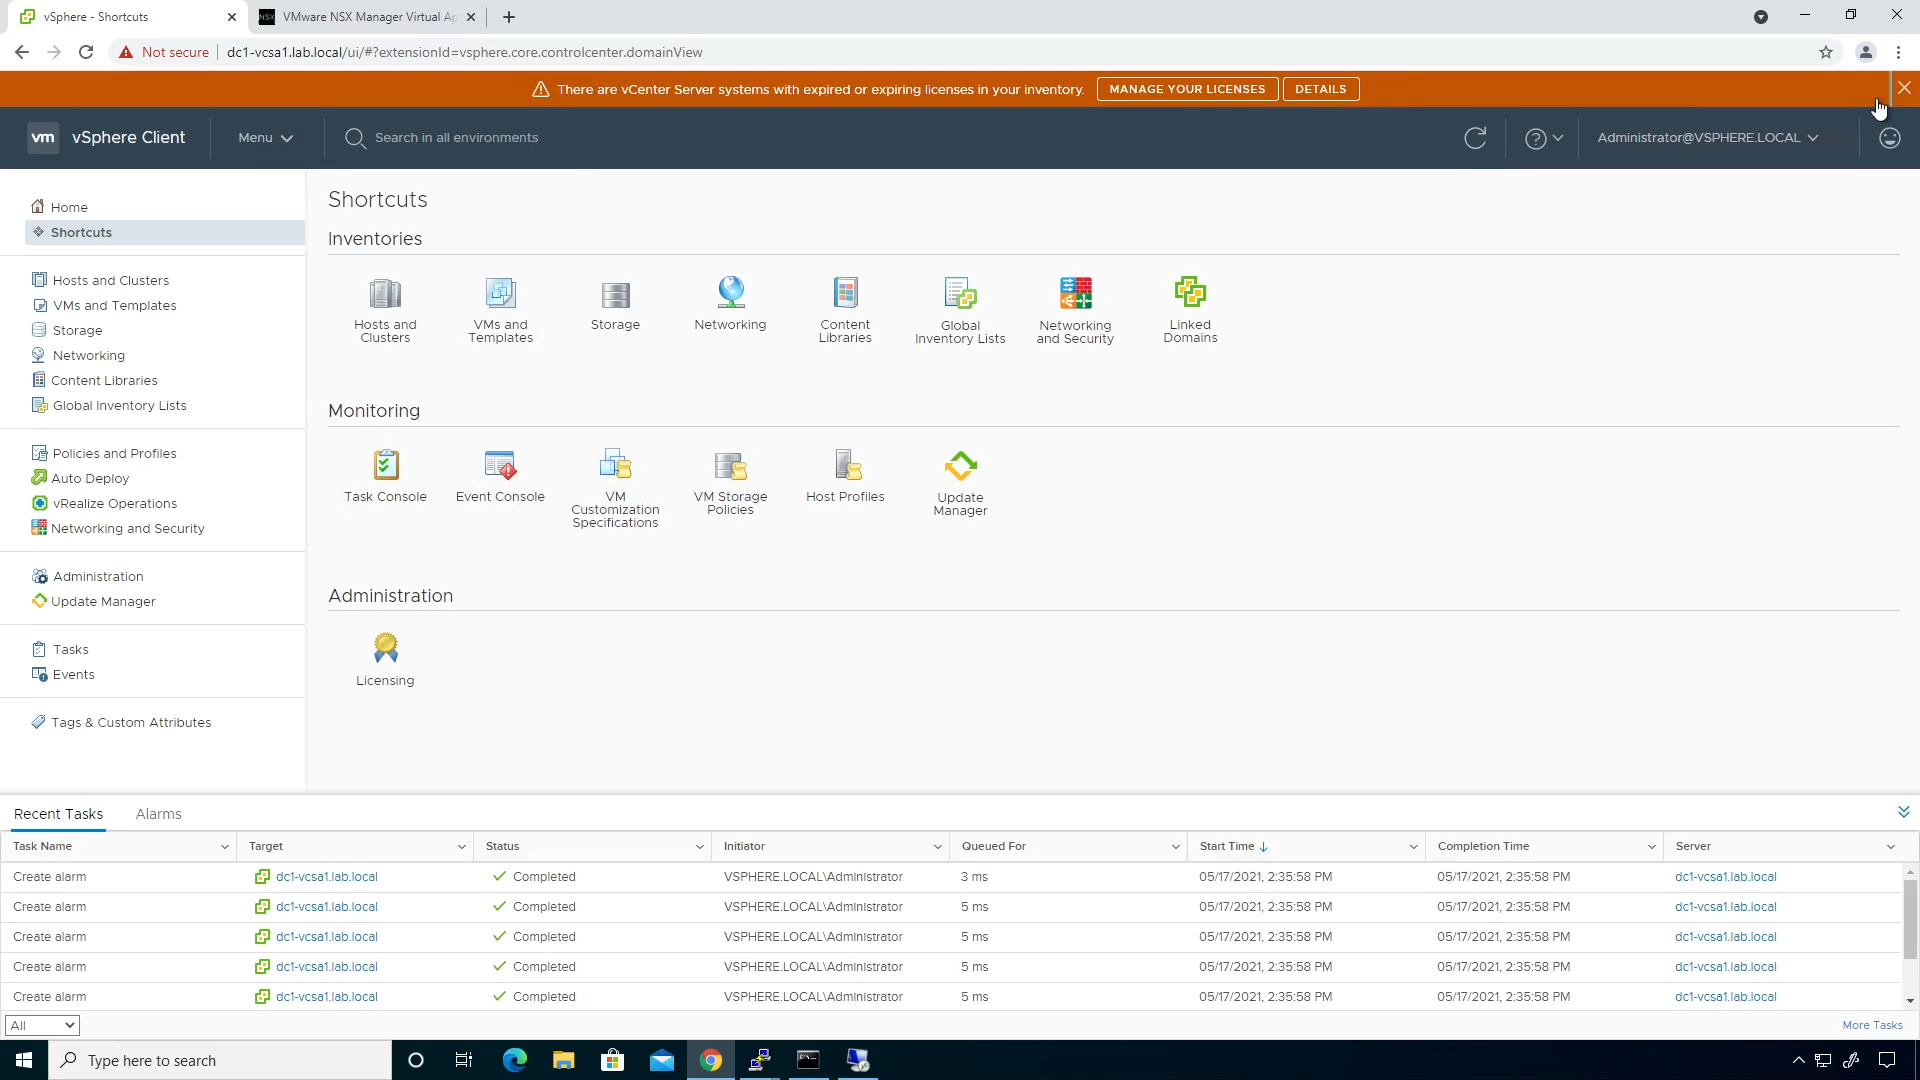 vSphere - Shortcuts
NSX
VMware NSX Manager Virtual Ap
Not secure
dc1-vcsa1.lab.local/ui/#?extensionId=vsphere.core.controlcenter.domainView
There are vCenter Server systems with expired or expiring licenses in your inventory.
MANAGE YOUR LICENSES
DETAILS
vm
vSphere Client
Menu
Search in all environments
Administrator@VSPHERE.LOCAL
Home
Shortcuts
Hosts and Clusters
VMs and Templates
Storage
Networking
Content Libraries
Global Inventory Lists
Policies and Profiles
Auto Deploy
vRealize Operations
Networking and Security
Administration
Update Manager
Tasks
Events
Tags & Custom Attributes
Shortcuts
Inventories
Hosts and
Clusters
VMs and
Templates
Storage
Networking
Content
Libraries
Global
Inventory Lists
Networking
and Security
Linked
Domains
Monitoring
Task Console
Event Console
VM
Customization
Specifications
VM Storage
Policies
Host Profiles
Update
Manager
Administration
Licensing
Recent Tasks
Alarms
Task Name
Target
Status
Initiator
Queued For
Start Time
Completion Time
Server
Create alarm dc1-vcsa1.lab.local Completed VSPHERE.LOCAL\Administrator 3 ms 05/17/2021, 2:35:58 PM 05/17/2021, 2:35:58 PM dc1-vcsa1.lab.local
Create alarm dc1-vcsa1.lab.local Completed VSPHERE.LOCAL\Administrator 5 ms 05/17/2021, 2:35:58 PM 05/17/2021, 2:35:58 PM dc1-vcsa1.lab.local
Create alarm dc1-vcsa1.lab.local Completed VSPHERE.LOCAL\Administrator 5 ms 05/17/2021, 2:35:58 PM 05/17/2021, 2:35:58 PM dc1-vcsa1.lab.local
Create alarm dc1-vcsa1.lab.local Completed VSPHERE.LOCAL\Administrator 5 ms 05/17/2021, 2:35:58 PM 05/17/2021, 2:35:58 PM dc1-vcsa1.lab.local
Create alarm dc1-vcsa1.lab.local Completed VSPHERE.LOCAL\Administrator 5 ms 05/17/2021, 2:35:58 PM 05/17/2021, 2:35:58 PM dc1-vcsa1.lab.local
All
More Tasks
Type here to search